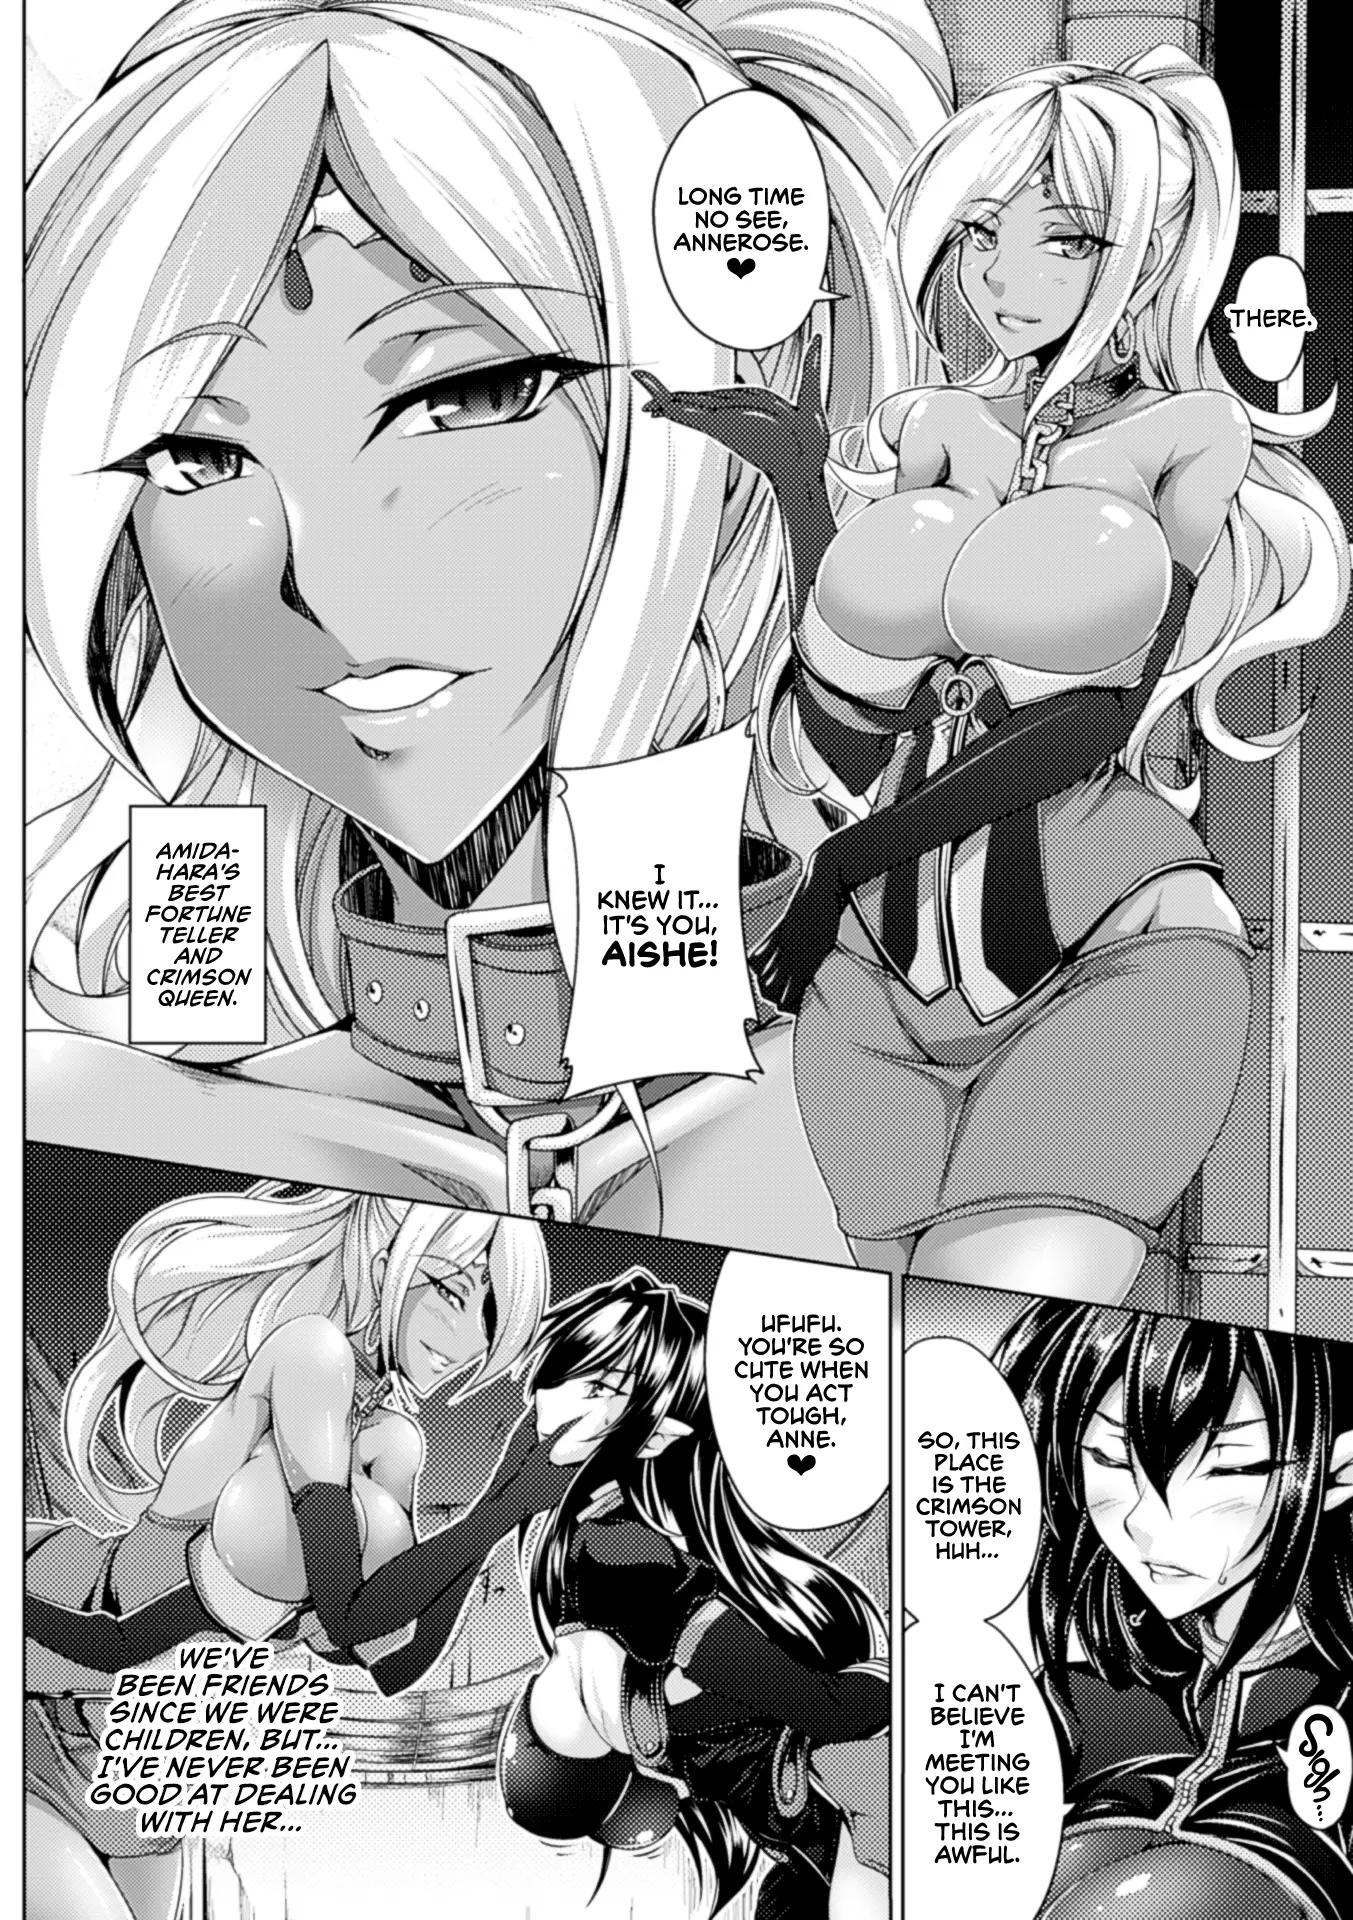 THERE.
LONG TIME
NO SEE,
ANNEROSE.
❤
I
KNEW IT...
IT'S YOU,
AISHE!
AMIDA-
HARA'S
BEST
FORTUNE
TELLER
AND
CRIMSON
QUEEN.
SO, THIS
PLACE
IS THE
CRIMSON
TOWER,
HUH...
I CAN'T
BELIEVE
I'M
MEETING
YOU LIKE
THIS...
THIS IS
AWFUL.
Sigh...
UFUFU.
YOU'RE SO
CUTE WHEN
YOU ACT
TOUGH,
ANNE.
❤
WE'VE
BEEN FRIENDS
SINCE WE WERE
CHILDREN, BUT...
I'VE NEVER BEEN
GOOD AT DEALING
WITH HER...